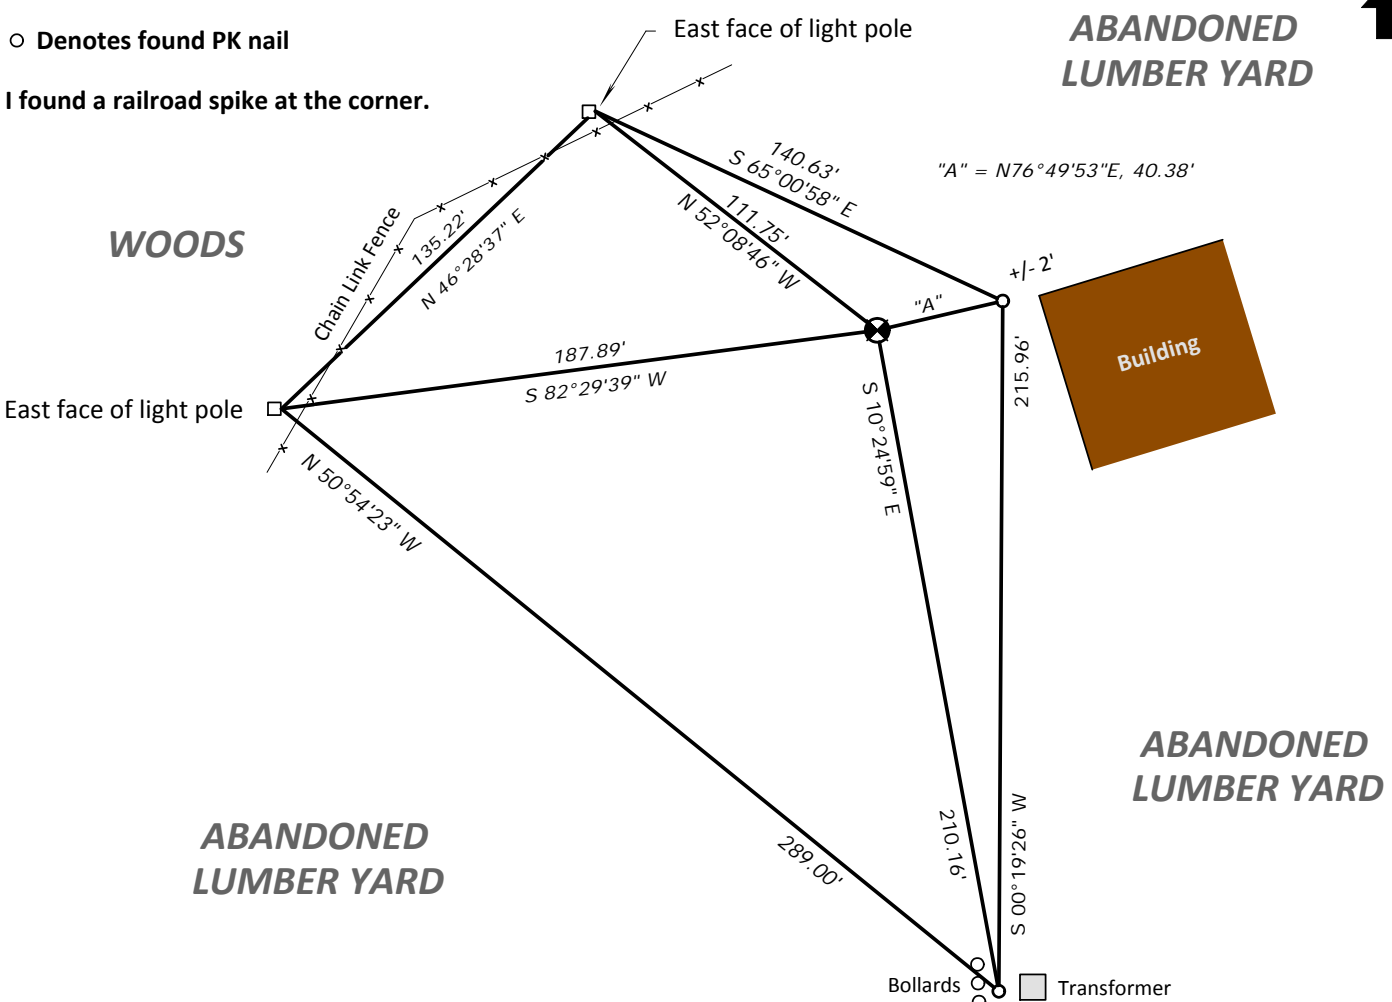 Denotes found PK nail
I found a railroad spike at the corner.
East face of light pole
ABANDONED
LUMBER YARD
140.63'
S 65°00'58" E
"A" = N76°49'53"E, 40.38'
111.75'
N 52°08'46" W
WOODS
Chain Link Fence
135.22'
N 46°28'37" E
+/- 2'
"A"
Building
187.89'
S 82°29'39" W
215.96'
S 10°24'59" E
East face of light pole
N 50°54'23" W
ABANDONED
LUMBER YARD
ABANDONED
LUMBER YARD
289.00'
210.16'
S 00°19'26" W
Bollards
Transformer